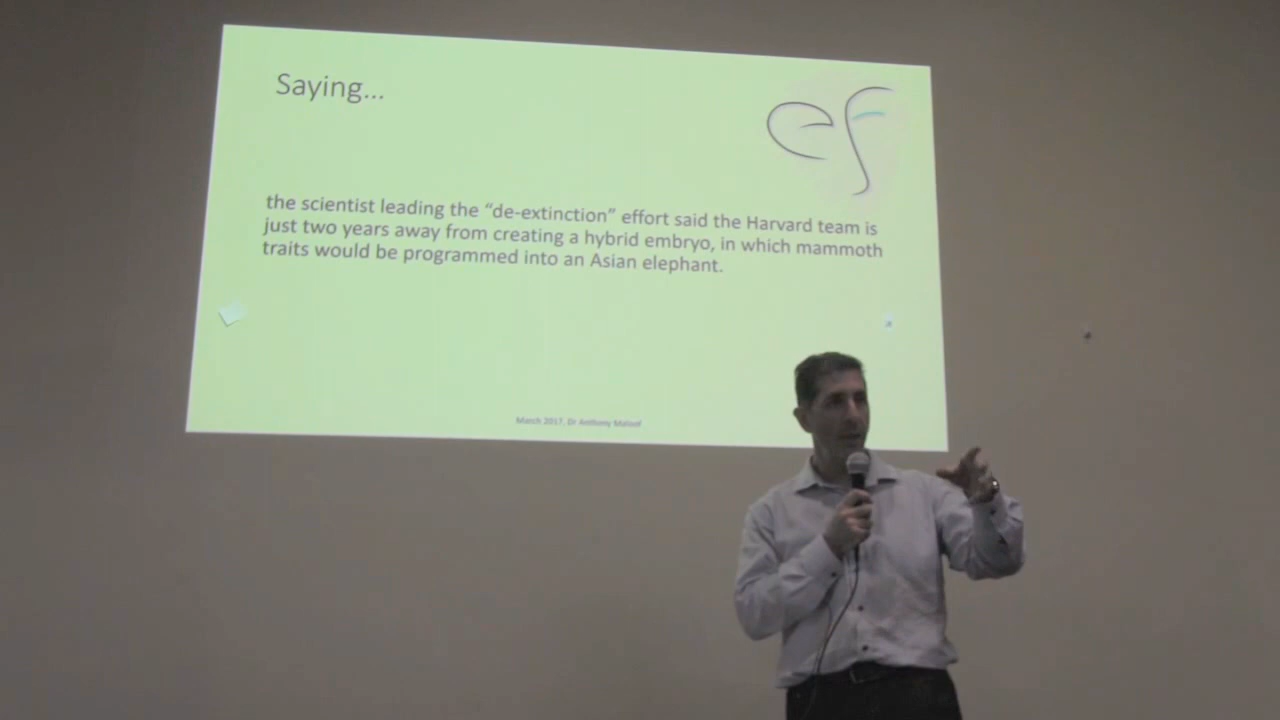 Saying...
ef
the scientist leading the “de-extinction” effort said the Harvard team is
just two years away from creating a hybrid embryo, in which mammoth
traits would be programmed into an Asian elephant.
March 2017, Dr Anthony Maloof